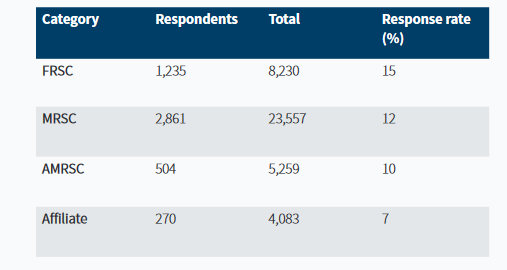 Category Respondents Total Response rate
(%)
FRSC 1,235 8,230 15
MRSC 2,861 23,557 12
AMRSC 504 5,259 10
Affiliate 270 4,083 7